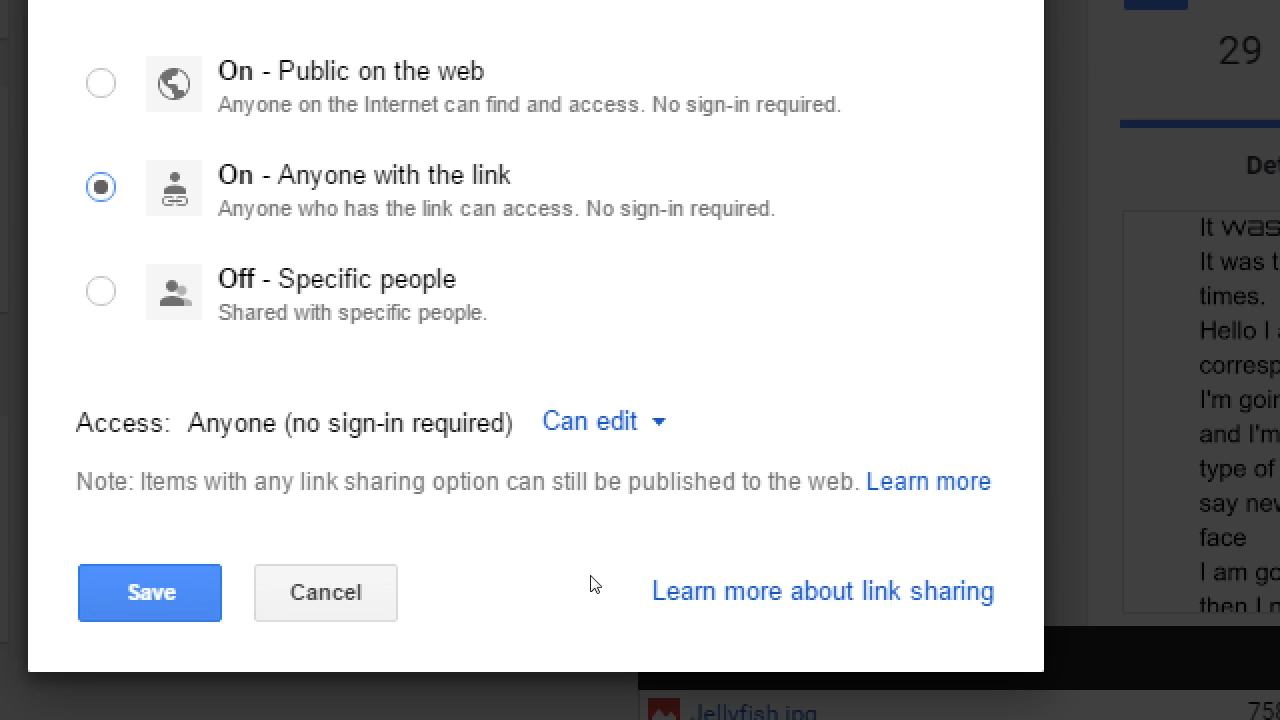 On - Public on the web
Anyone on the Internet can find and access. No sign-in required.
On - Anyone with the link
Anyone who has the link can access. No sign-in required.
Off - Specific people
Shared with specific people.
Access: Anyone (no sign-in required) Can edit
Note: Items with any link sharing option can still be published to the web. Learn more
Save Cancel Learn more about link sharing
29
It was
It was t
times.
Hello I
corresp
I'm goin
and I'm
type of
say nev
face
I am go
then I
Jellyfish.jpg